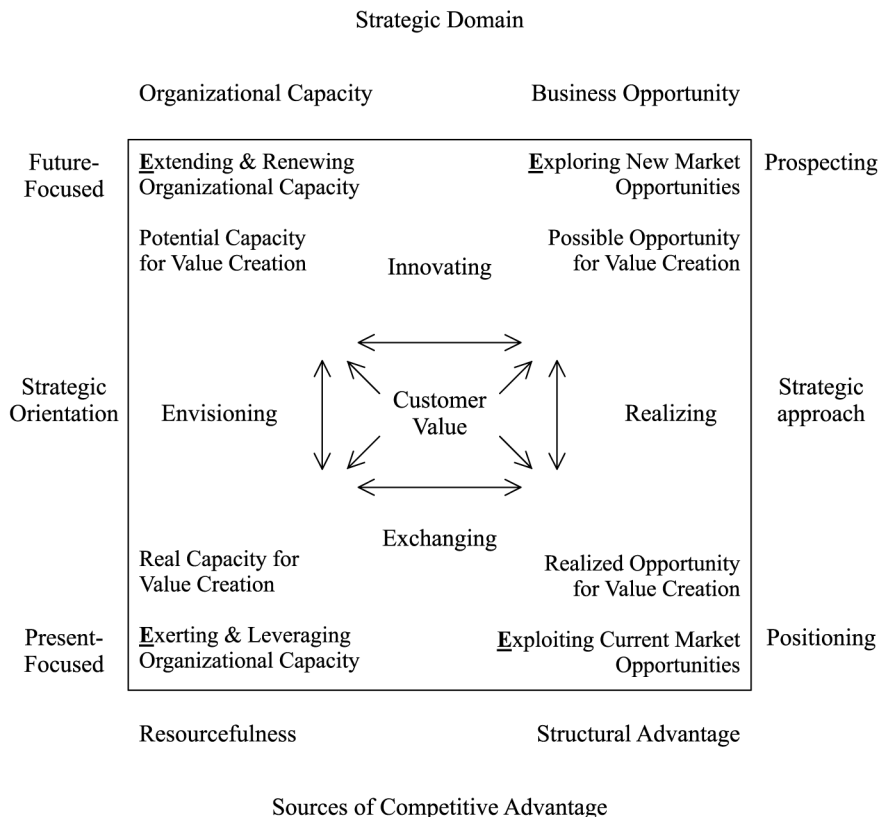 Strategic Domain
Organizational Capacity
Business Opportunity
Future-
Focused
Extending & Renewing
Organizational Capacity
Exploring New Market
Opportunities
Prospecting
Potential Capacity
for Value Creation
Innovating
Possible Opportunity
for Value Creation
Strategic
Orientation
Envisioning
Customer
Value
Realizing
Strategic
approach
Exchanging
Real Capacity for
Value Creation
Realized Opportunity
for Value Creation
Present-
Focused
Exerting & Leveraging
Organizational Capacity
Exploiting Current Market
Opportunities
Positioning
Resourcefulness
Structural Advantage
Sources of Competitive Advantage